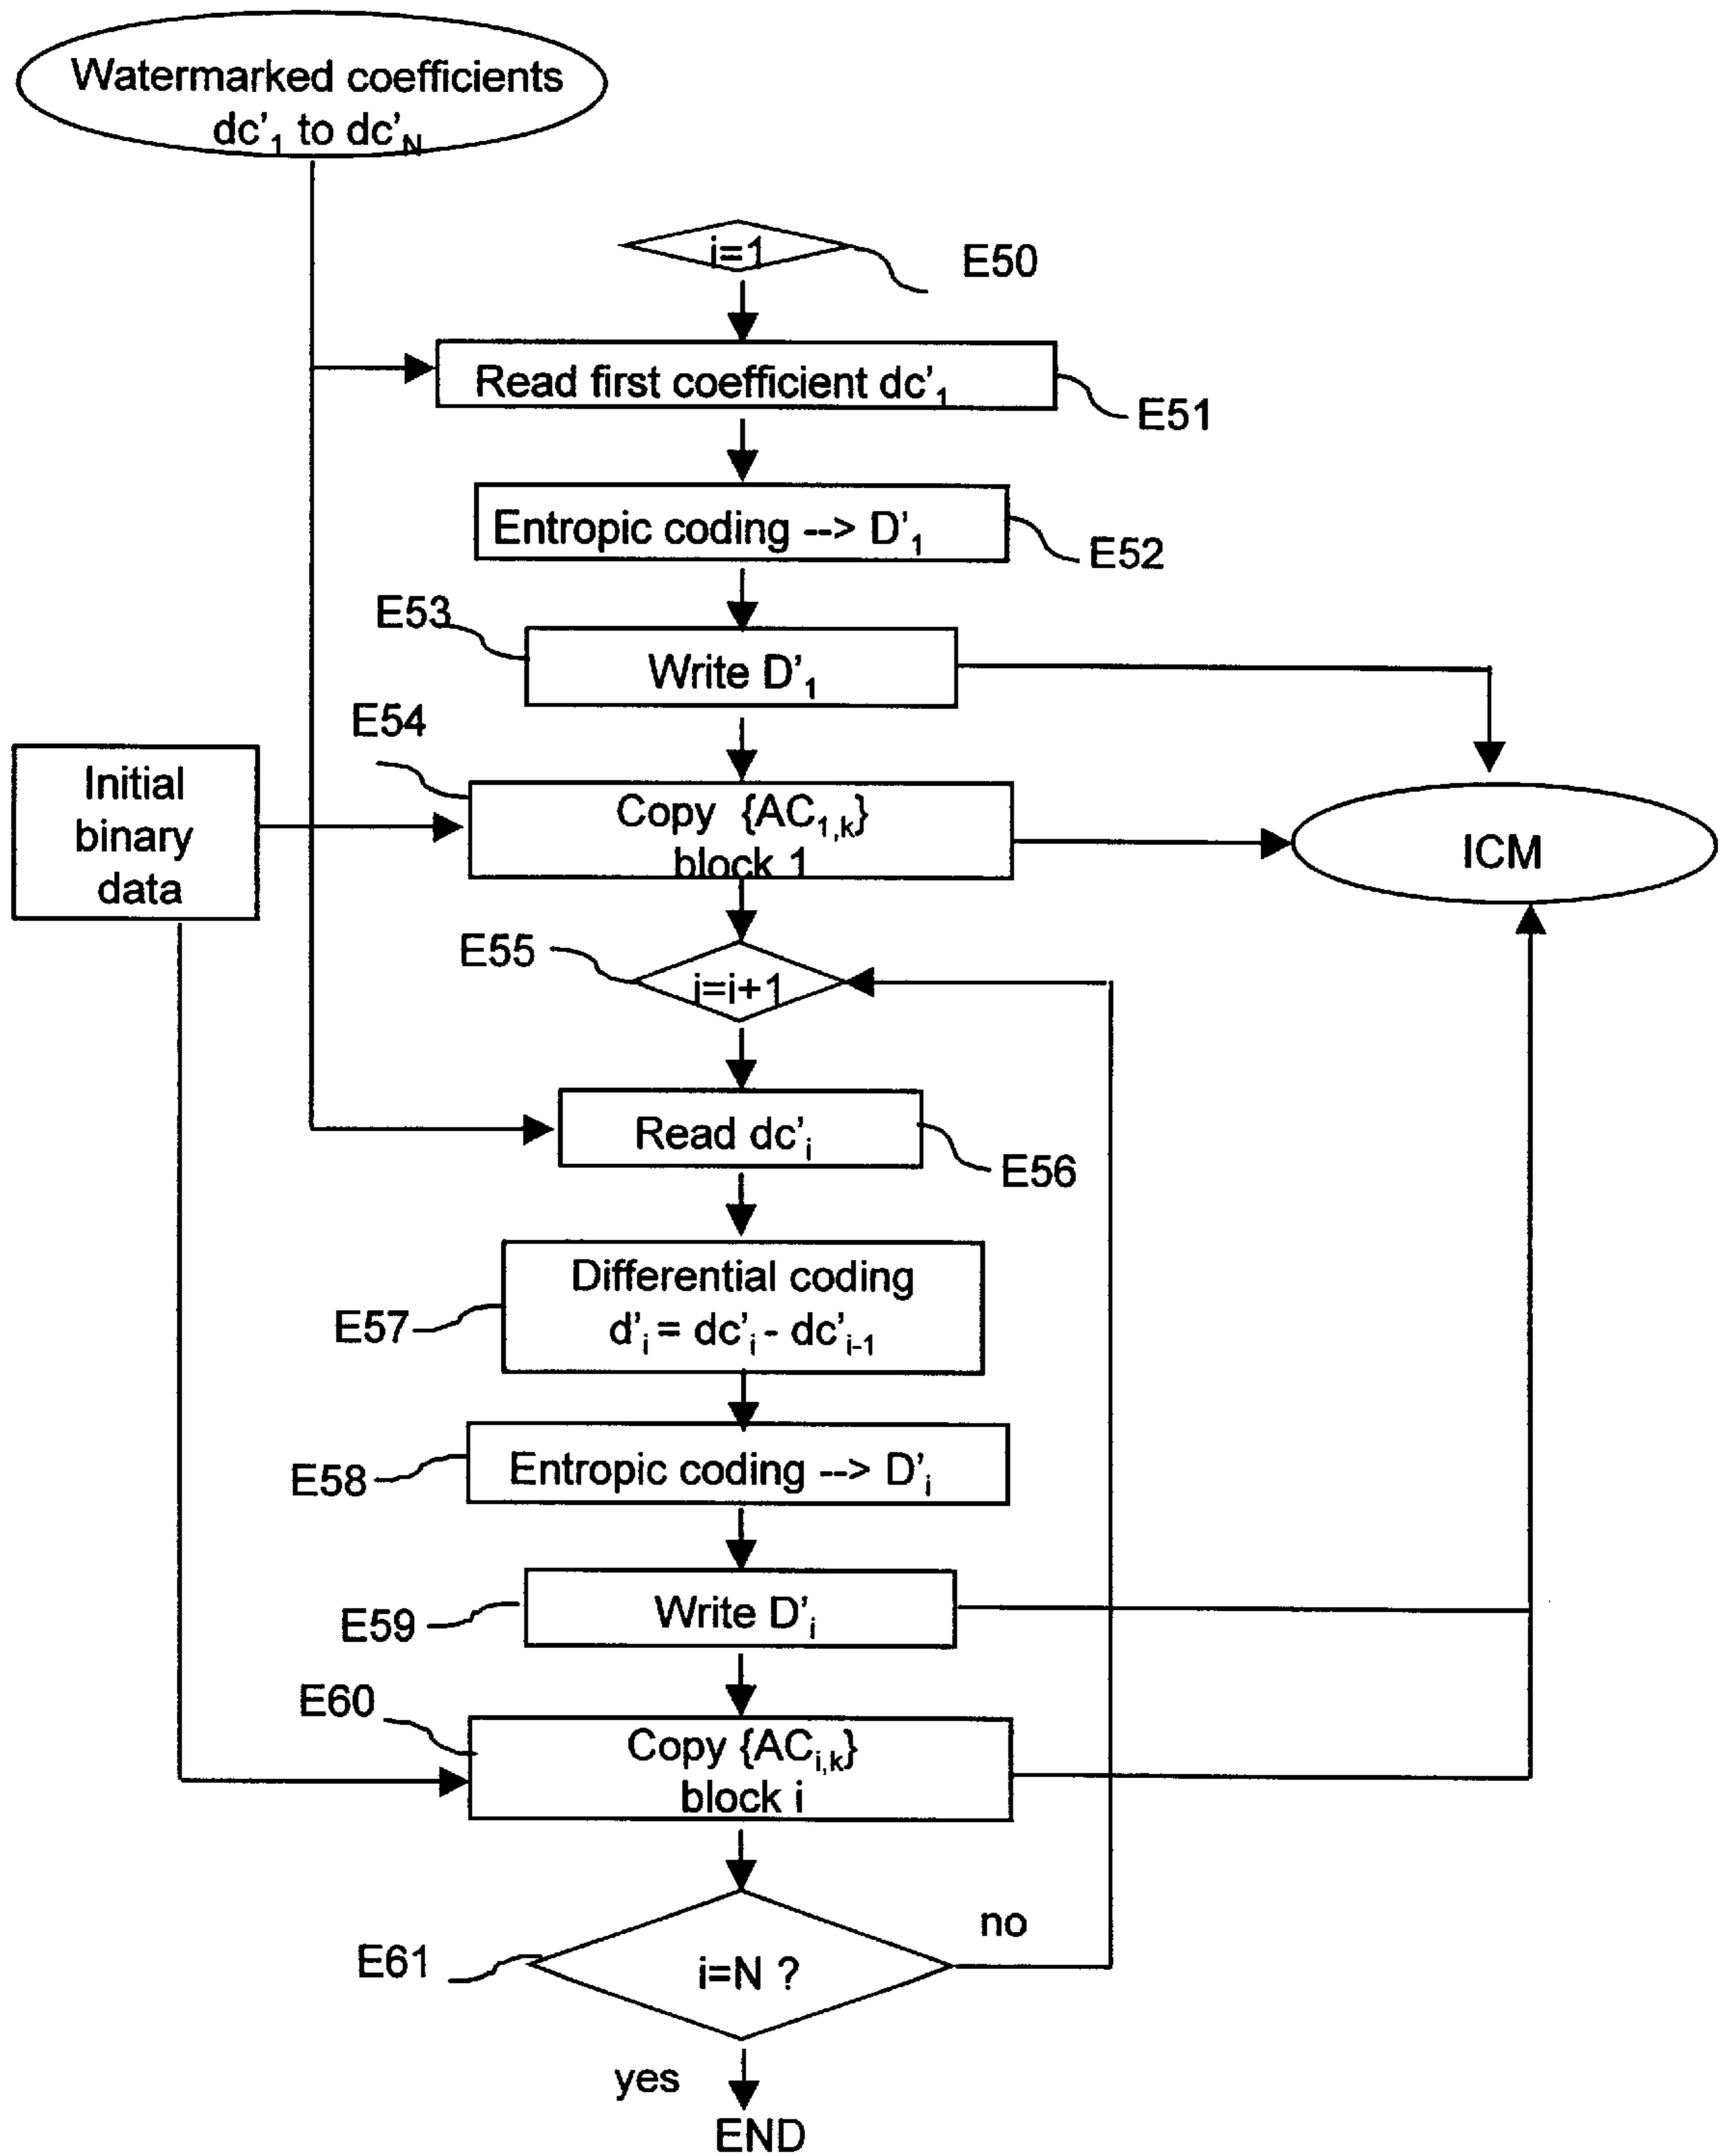 Watermarked coefficients
dc'₁ to dc'N
i=1
E50
Read first coefficient dc'₁
E51
Entropic coding --> D'₁
E52
E53
Write D'₁
E54
Initial
binary
data
Copy {AC₁,k}
block 1
ICM
E55
i=i+1
Read dc'i
E56
Differential coding
d'i = dc'i - dc'i-1
E57
Entropic coding --> D'i
E58
Write D'i
E59
E60
Copy {ACi,k}
block i
no
E61
i=N ?
yes
END